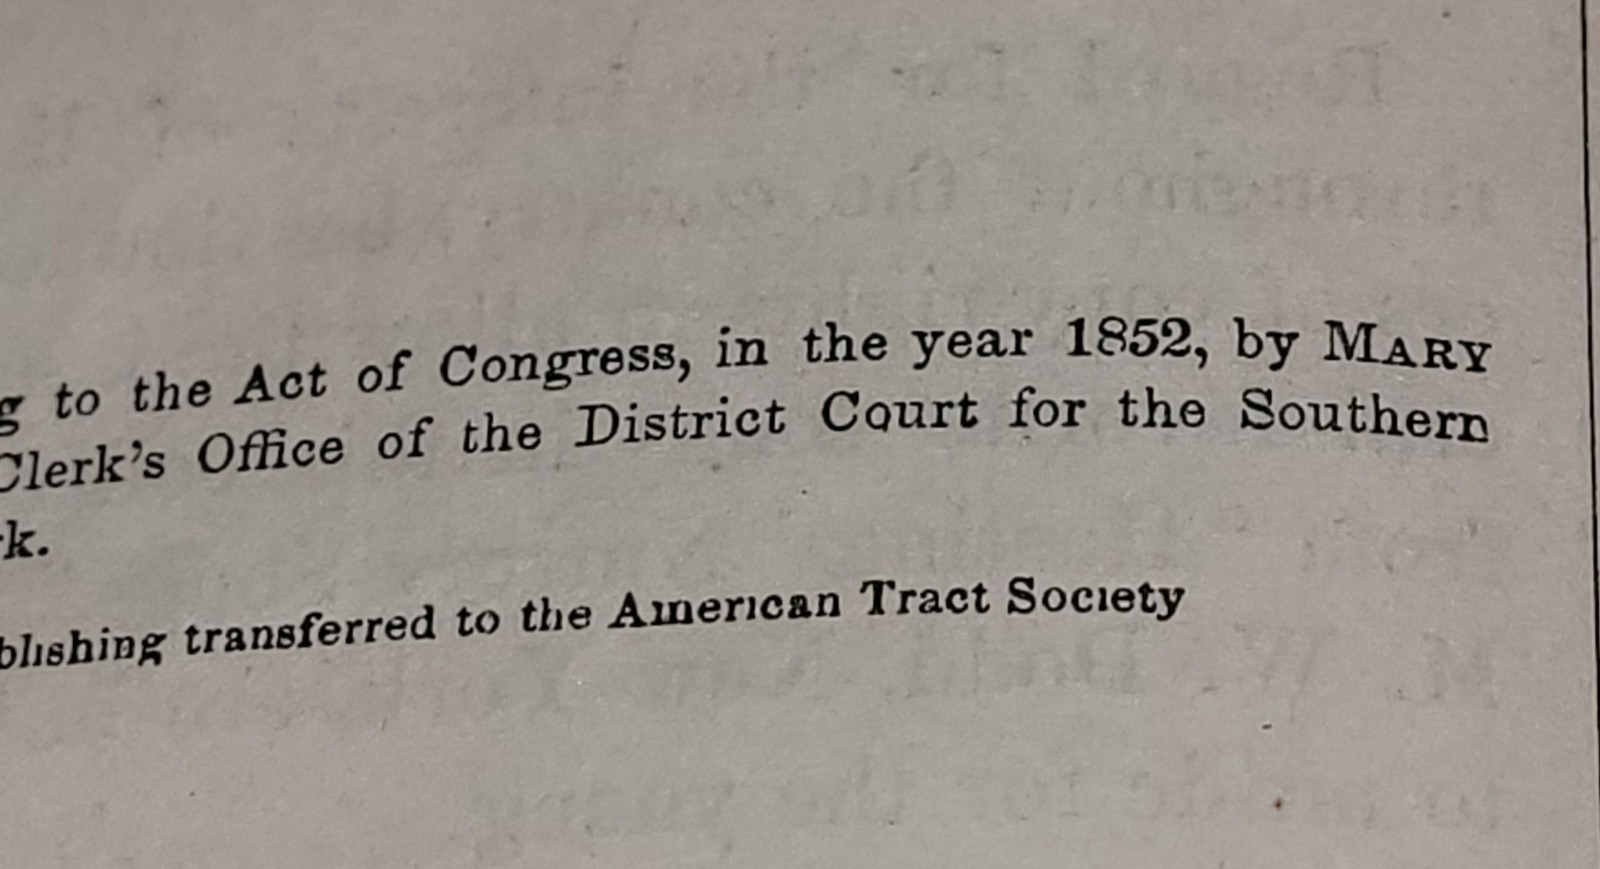 g to the Act of Congress, in the year 1852, by MARY
Clerk's Office of the District Court for the Southern
k.
blishing transferred to the American Tract Society